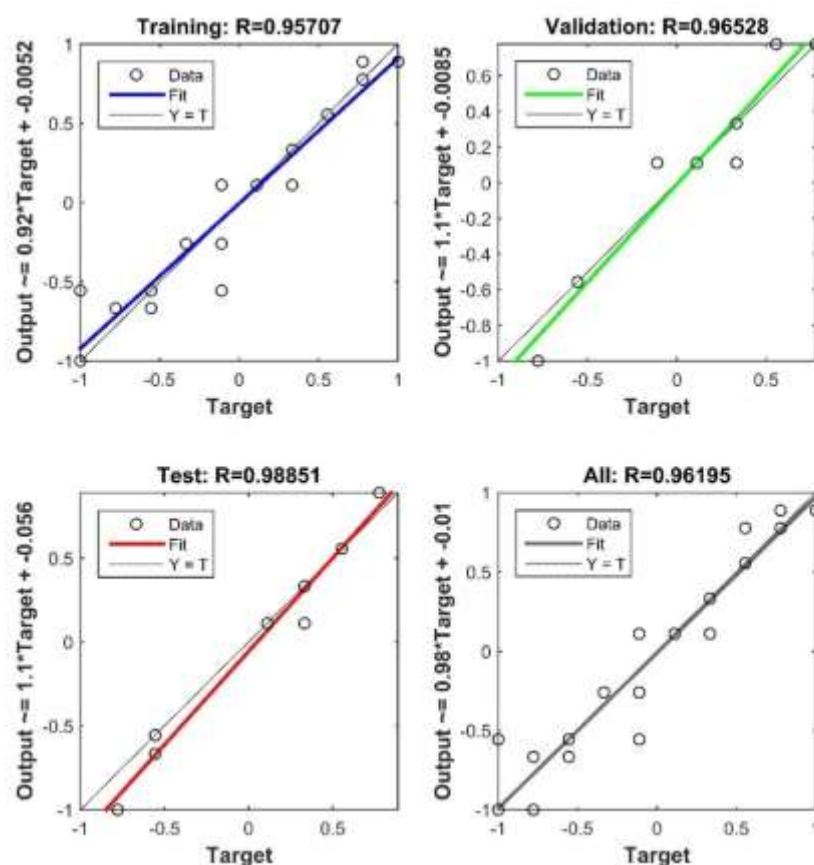 Training: R=0.95707
Output ~= 0.92*Target + -0.0052
1
0.5
0
-0.5
-1
Data
Fit
Y = T
-1
-0.5
0
0.5
1
Target
Validation: R=0.96528
Output ~= 1.1*Target + -0.0085
0.6
0.4
0.2
0
-0.2
-0.4
-0.6
-0.8
-1
Data
Fit
Y = T
-1
-0.5
0
0.5
Target
Test: R=0.98851
Output ~= 1.1*Target + -0.056
0.5
0
-0.5
-1
Data
Fit
Y = T
-1
-0.5
0
0.5
Target
All: R=0.96195
Output ~= 0.98*Target + -0.01
1
0.5
0
-0.5
-1
Data
Fit
Y = T
-1
-0.5
0
0.5
Target